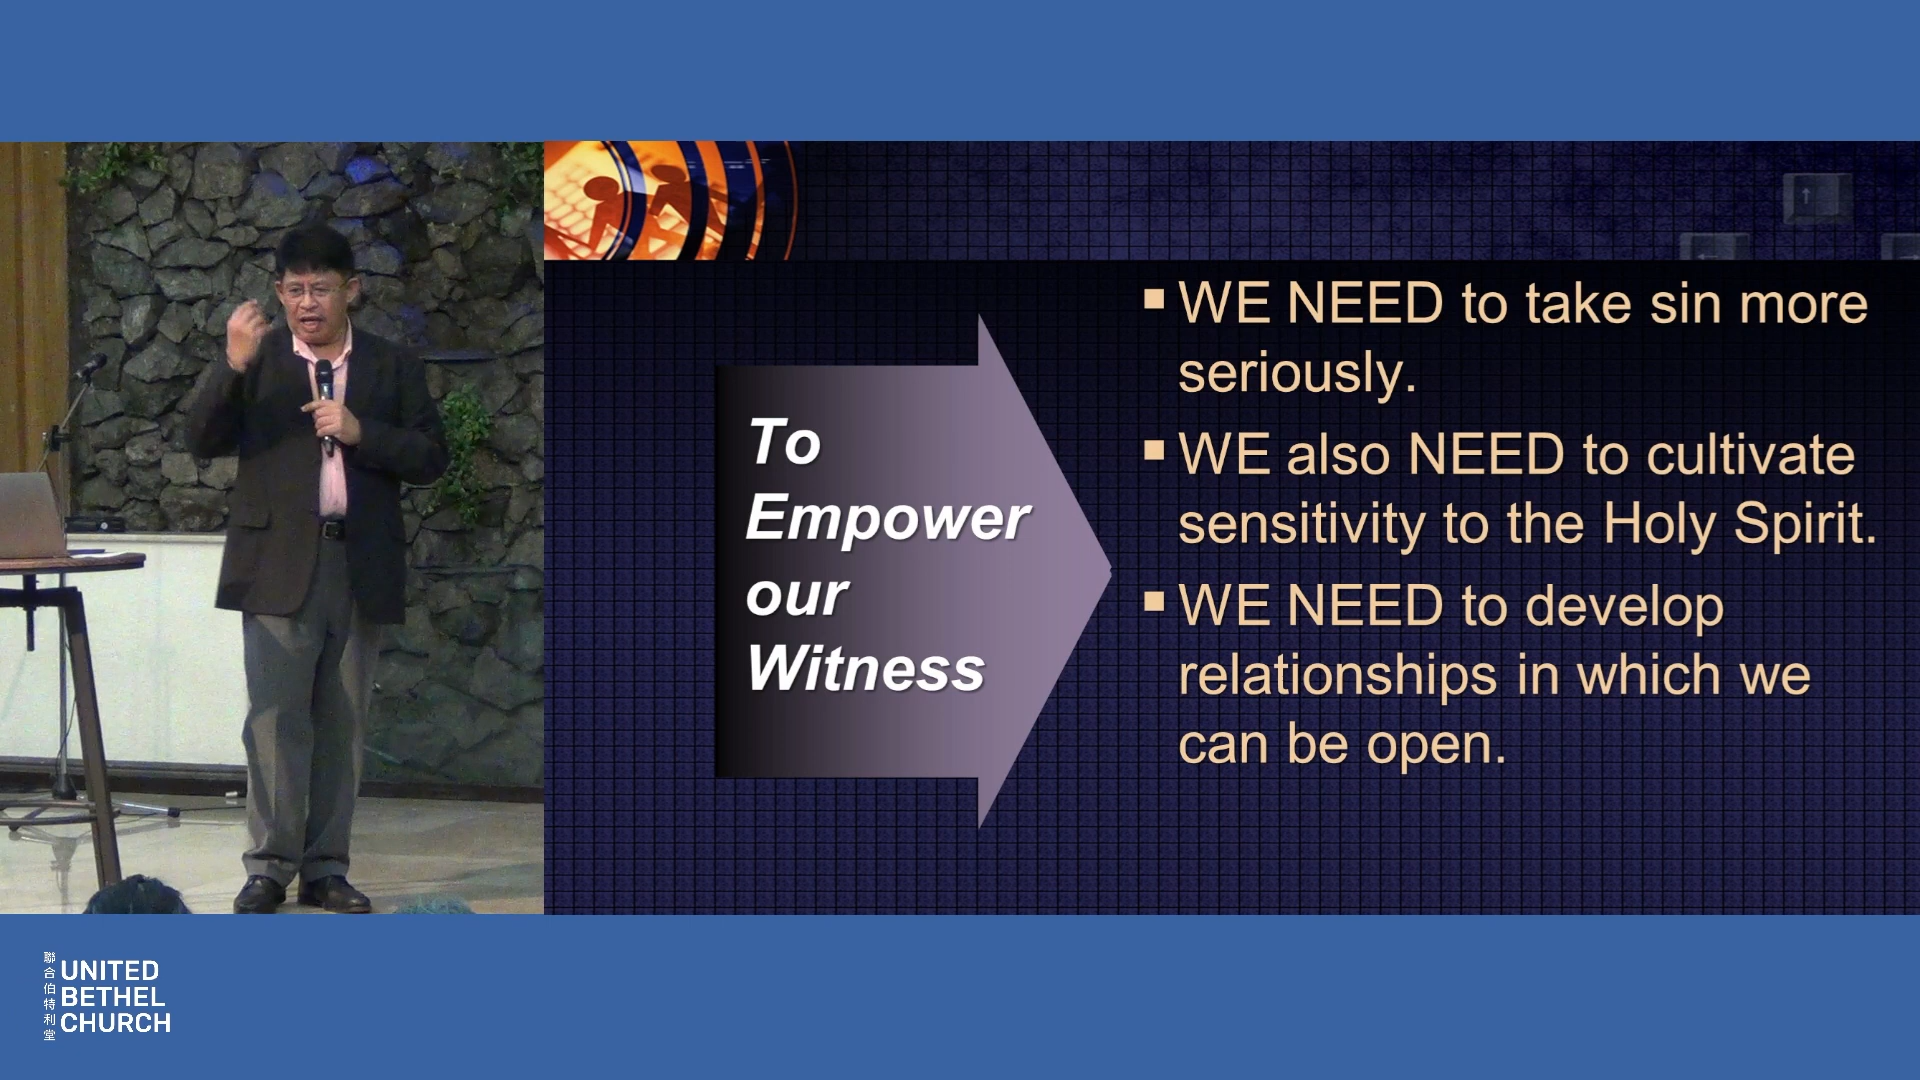 To
Empower
our
Witness
WE NEED to take sin more
seriously.
WE also NEED to cultivate
sensitivity to the Holy Spirit.
WE NEED to develop
relationships in which we
can be open.
聯合伯特利堂
UNITED
BETHEL
CHURCH